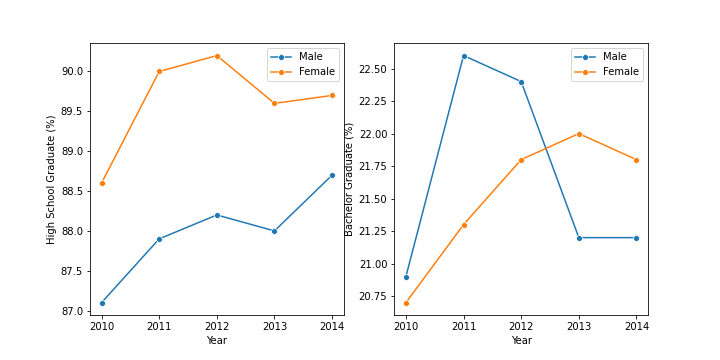 High School Graduate (%)
90.0
89.5
89.0
88.5
88.0
87.5
87.0
2010 2011 2012 2013 2014
Year
Male
Female
Bachelor Graduate (%)
22.50
22.25
22.00
21.75
21.50
21.25
21.00
20.75
2010 2011 2012 2013 2014
Year
Male
Female